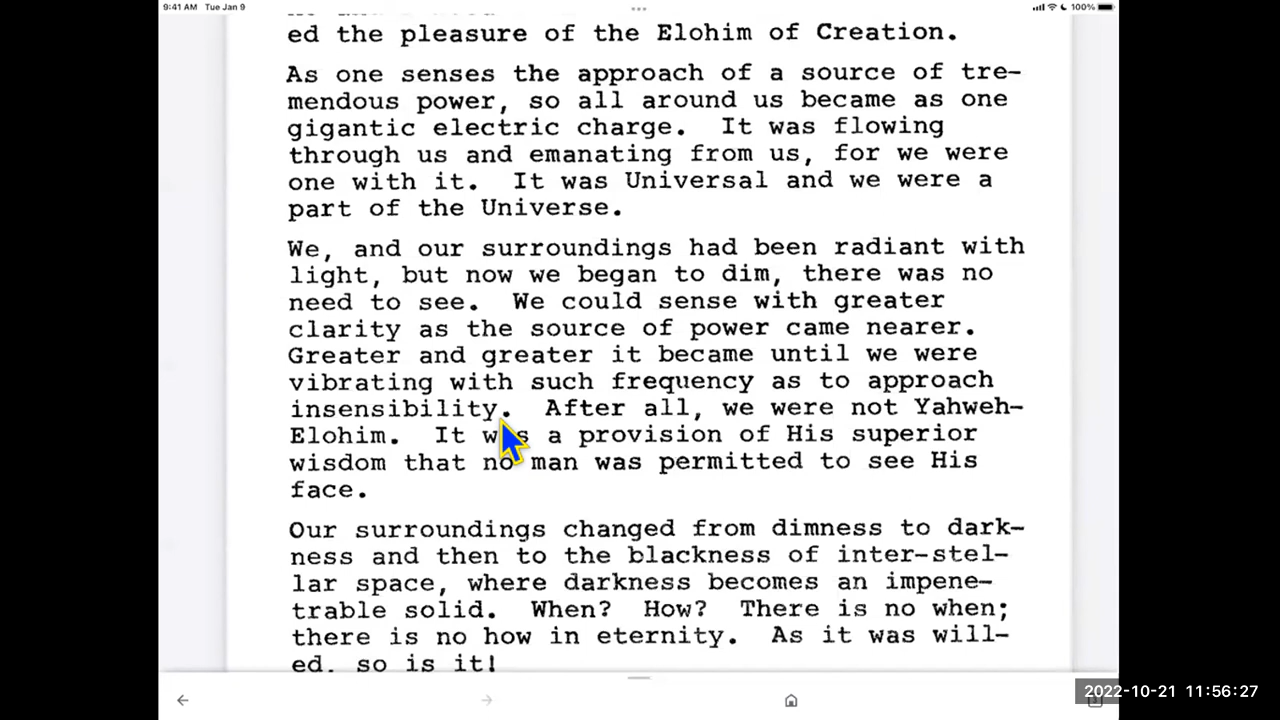 9:41 AM Tue Jan 9
100%
ed the pleasure of the Elohim of Creation.
As one senses the approach of a source of tre-
mendous power, so all around us became as one
gigantic electric charge. It was flowing
through us and emanating from us, for we were
one with it. It was Universal and we were a
part of the Universe.
We, and our surroundings had been radiant with
light, but now we began to dim, there was no
need to see. We could sense with greater
clarity as the source of power came nearer.
Greater and greater it became until we were
vibrating with such frequency as to approach
insensibility. After all, we were not Yahweh-
Elohim. It was a provision of His superior
wisdom that no man was permitted to see His
face.
Our surroundings changed from dimness to dark-
ness and then to the blackness of inter-stel-
lar space, where darkness becomes an impene-
trable solid. When? How? There is no when;
there is no how in eternity. As it was will-
ed, so is it!
2022-10-21 11:56:27